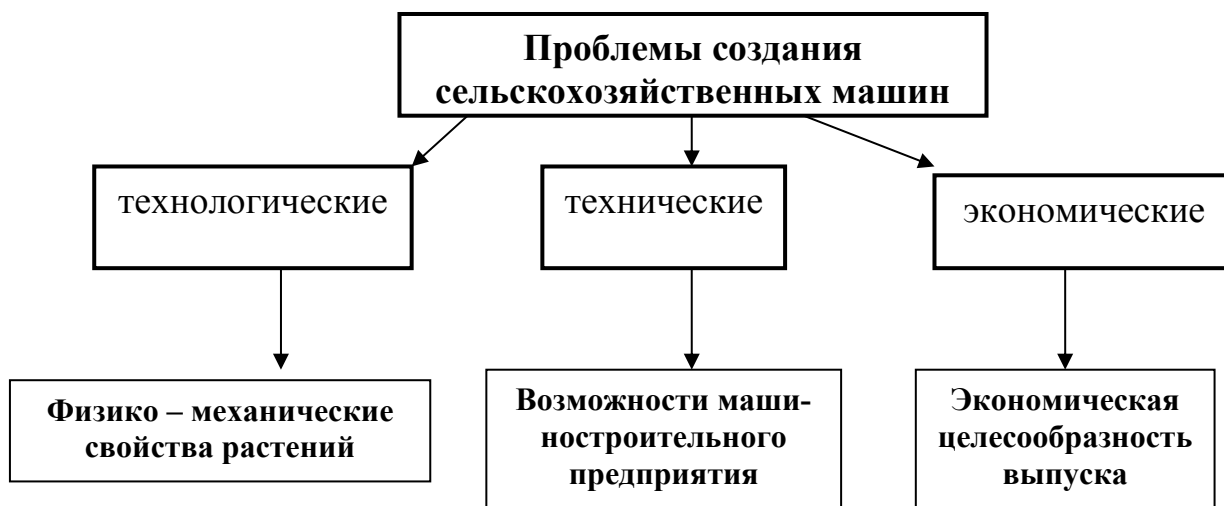 Проблемы создания
сельскохозяйственных машин
технологические
технические
экономические
Физико – механические
свойства растений
Возможности маши-
ностроительного
предприятия
Экономическая
целесообразность
выпуска